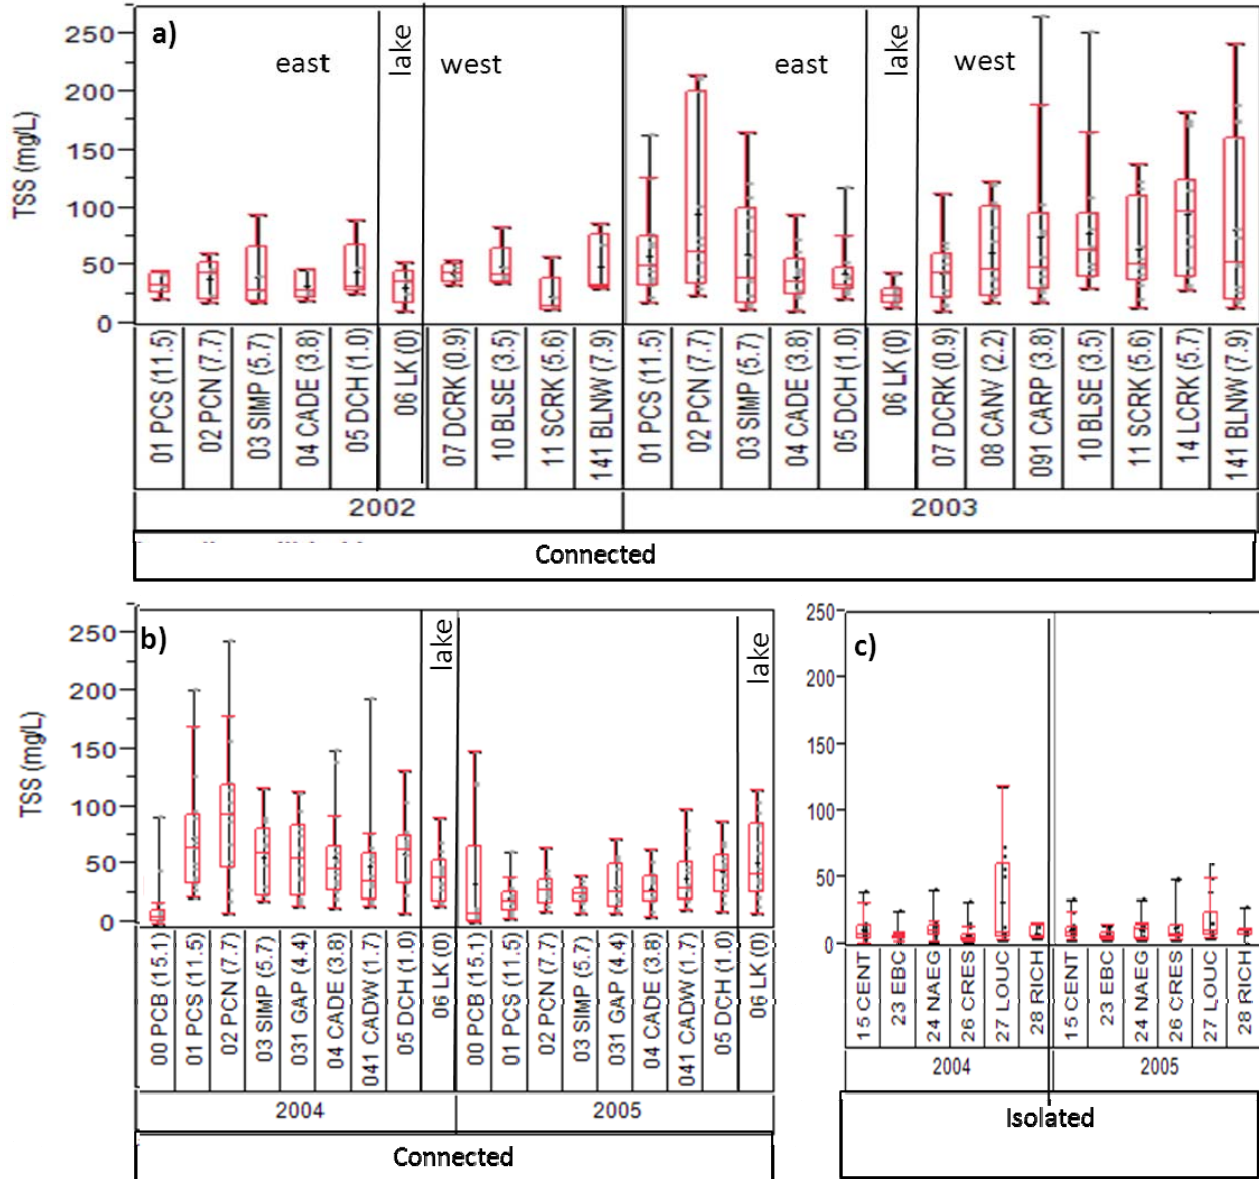 a)
east
lake
west
east
lake
west
TSS (mg/L)
250
200
150
100
50
0
01 PCS (11.5)
02 PCN (7.7)
03 SIMP (5.7)
04 CADE (3.8)
05 DCH (1.0)
06 LK (0)
07 DCRK (0.9)
10 BLSE (3.5)
11 SCRK (5.6)
141 BLNW (7.9)
01 PCS (11.5)
02 PCN (7.7)
03 SIMP (5.7)
04 CADE (3.8)
05 DCH (1.0)
06 LK (0)
07 DCRK (0.9)
08 CANV (2.2)
091 CARP (3.8)
10 BLSE (3.5)
11 SCRK (5.6)
14 LCRK (5.7)
141 BLNW (7.9)
2002
2003
Connected
b)
lake
lake
TSS (mg/L)
250
200
150
100
50
0
00 PCB (15.1)
01 PCS (11.5)
02 PCN (7.7)
03 SIMP (5.7)
031 GAP (4.4)
04 CADE (3.8)
041 CADW (1.7)
05 DCH (1.0)
06 LK (0)
00 PCB (15.1)
01 PCS (11.5)
02 PCN (7.7)
03 SIMP (5.7)
031 GAP (4.4)
04 CADE (3.8)
041 CADW (1.7)
05 DCH (1.0)
06 LK (0)
2004
2005
Connected
c)
250
200
150
100
50
0
15 CENT
23 EBC
24 NAEG
26 CRES
27 LOUC
28 RICH
15 CENT
23 EBC
24 NAEG
26 CRES
27 LOUC
28 RICH
2004
2005
Isolated